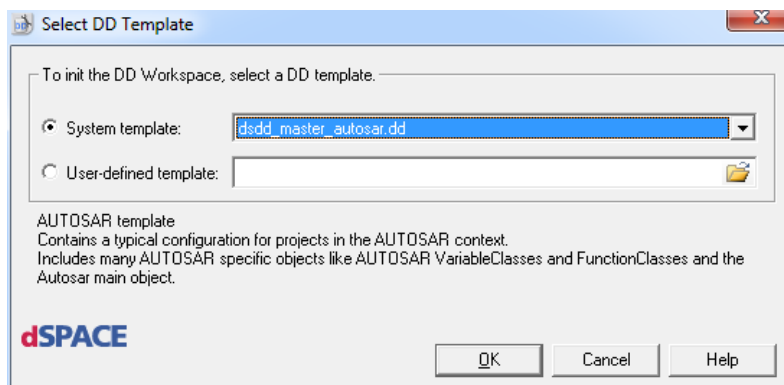 Select DD Template
To init the DD Workspace, select a DD template.
System template: dsdd_master_autosar.dd
User-defined template:
AUTOSAR template
Contains a typical configuration for projects in the AUTOSAR context.
Includes many AUTOSAR specific objects like AUTOSAR VariableClasses and FunctionClasses and the
Autosar main object.
dSPACE
OK Cancel Help